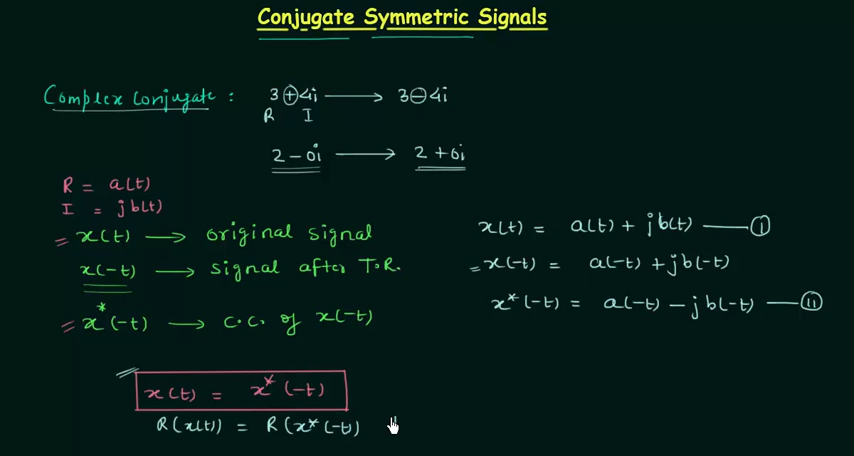 Conjugate Symmetric Signals
Complex Conjugate : 3 + 4i ⟶ 3 − 4i
R I
2 − 0i ⟶ 2 + 0i
R = a(t)
I = jb(t)
x(t) ⟶ original signal
x(-t) ⟶ signal after T.R.
x*(-t) ⟶ C.C. of x(-t)
x(t) = a(t) + jb(t) — I
x(-t) = a(-t) + jb(-t)
x*(-t) = a(-t) − jb(-t) — II
x(t) = x*(-t)
R(x(t)) = R(x*(-t)